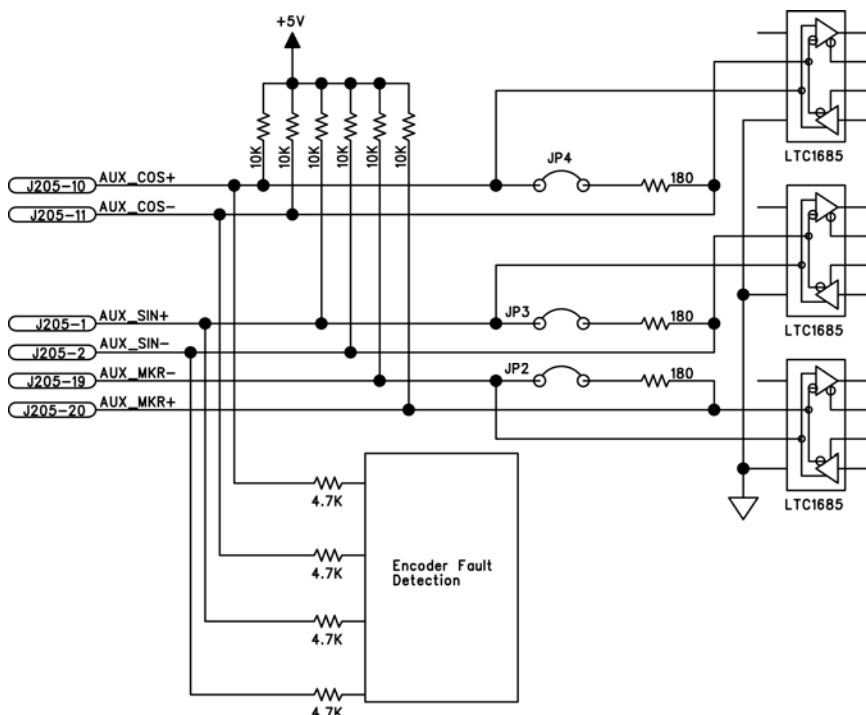 +5V
10K
10K
10K
10K
10K
10K
LTC1685
J205-10 AUX_COS+
JP4
180
J205-11 AUX_COS-
LTC1685
J205-1 AUX_SIN+
JP3
180
J205-2 AUX_SIN-
J205-19 AUX_MKR-
JP2
180
J205-20 AUX_MKR+
LTC1685
4.7K
4.7K
Encoder Fault
Detection
4.7K
4.7K